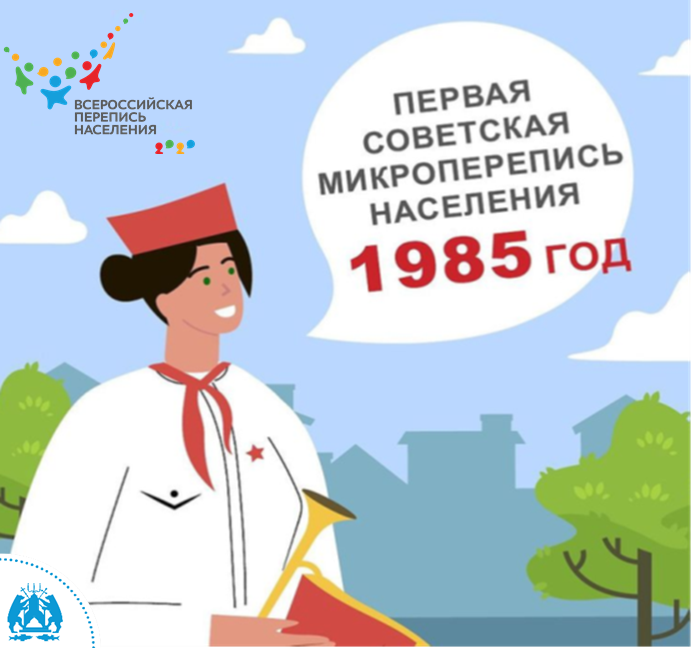 ВСЕРОССИЙСКАЯ
ПЕРЕПИСЬ
НАСЕЛЕНИЯ
2020
ПЕРВАЯ
СОВЕТСКАЯ
МИКРОПЕРЕПИСЬ
НАСЕЛЕНИЯ
1985 ГОД